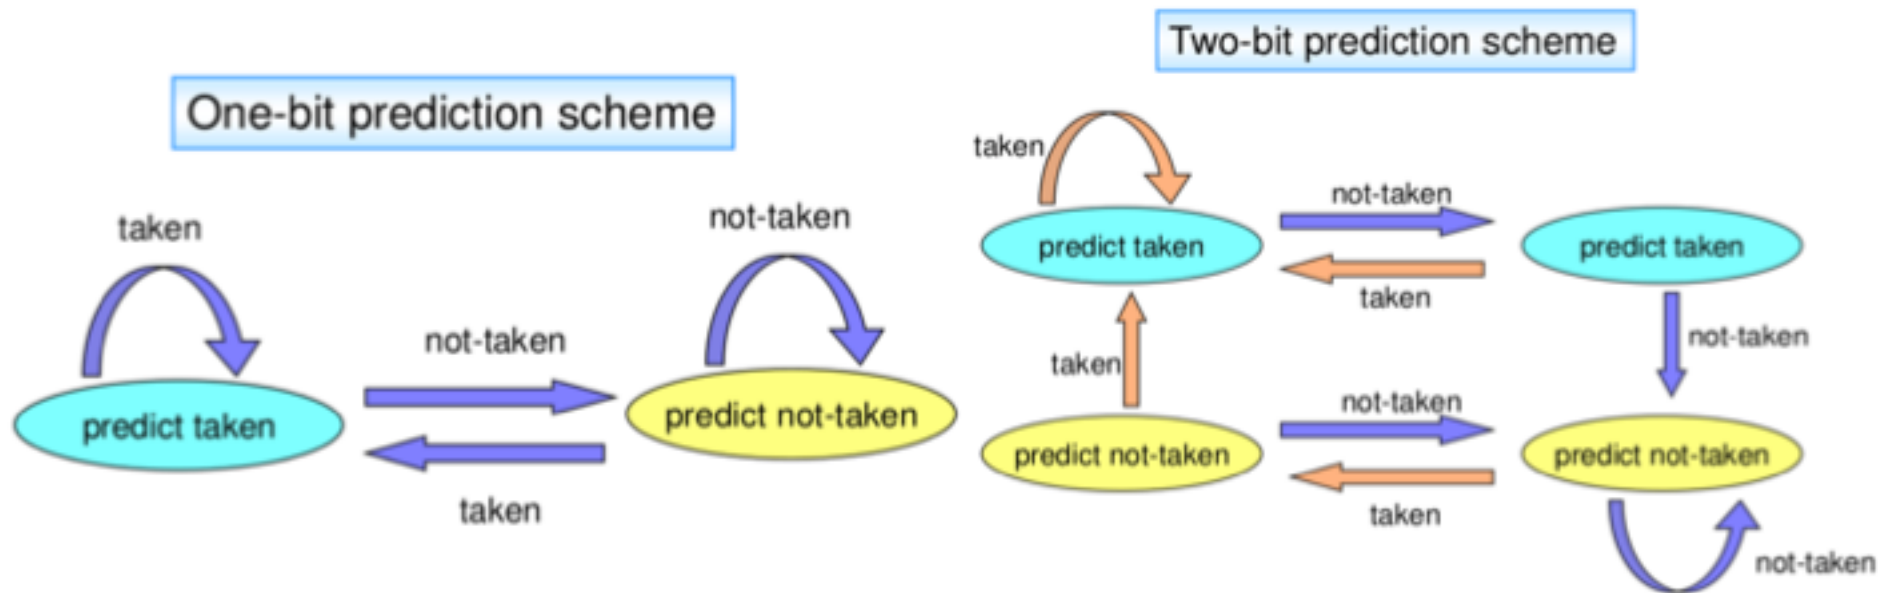 One-bit prediction scheme
taken
not-taken
not-taken
predict taken
predict not-taken
taken
Two-bit prediction scheme
taken
not-taken
predict taken
predict taken
taken
taken
not-taken
not-taken
predict not-taken
predict not-taken
taken
not-taken